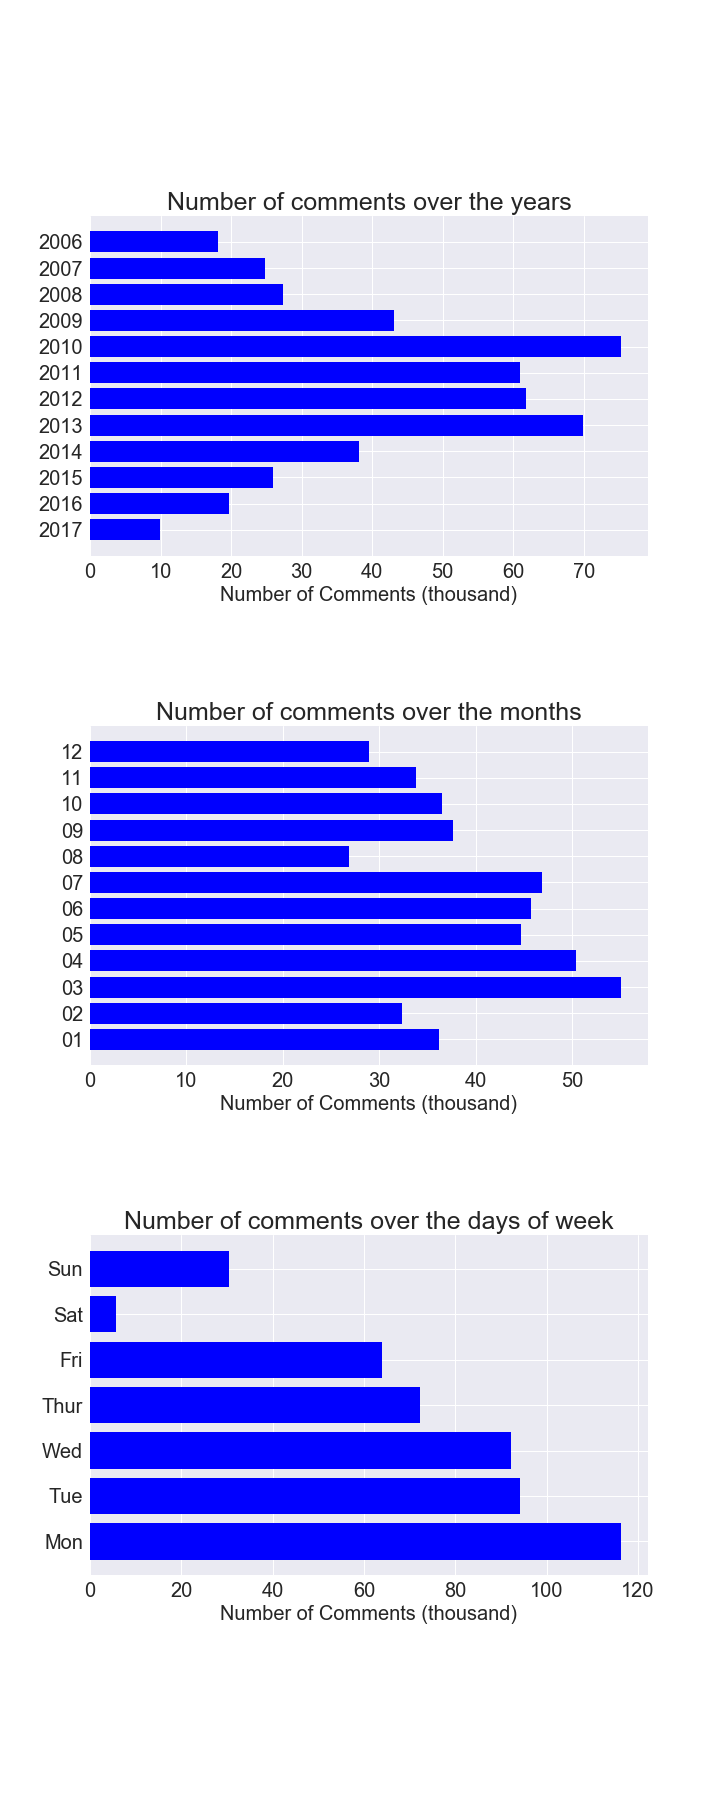 Number of comments over the years
2006
2007
2008
2009
2010
2011
2012
2013
2014
2015
2016
2017
0 10 20 30 40 50 60 70
Number of Comments (thousand)
Number of comments over the months
12
11
10
09
08
07
06
05
04
03
02
01
0 10 20 30 40 50
Number of Comments (thousand)
Number of comments over the days of week
Sun
Sat
Fri
Thur
Wed
Tue
Mon
0 20 40 60 80 100 120
Number of Comments (thousand)